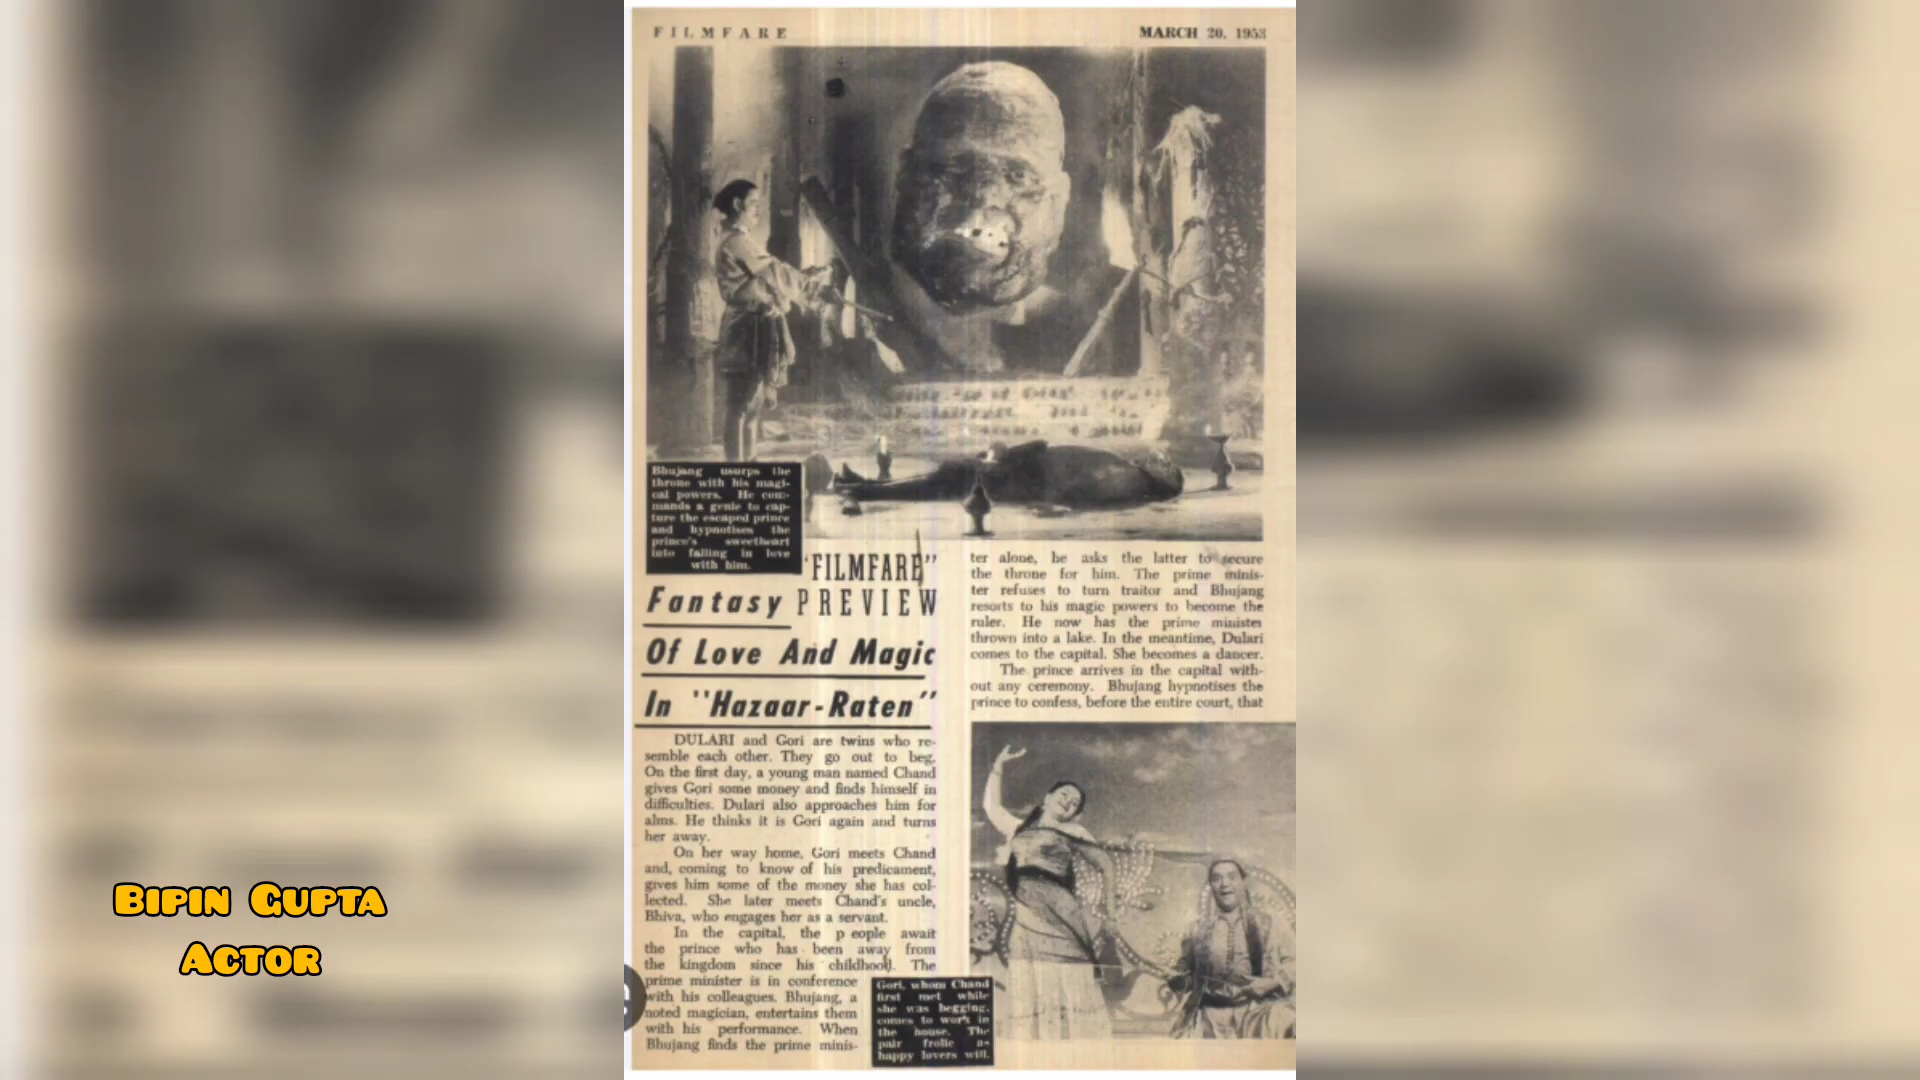 FILMFARE
MARCH 20, 1953
Bhujang usurps the
throne with his magi-
cal powers. He com-
mands a genie to cap-
ture the escaped prince
and hypnotises the
prince's sweetheart
into falling in love
with him.
"FILMFARE"
Fantasy PREVIEW
Of Love And Magic
In "Hazaar-Raten"
DULARI and Gori are twins who re-
semble each other. They go out to beg.
On the first day, a young man named Chand
gives Gori some money and finds himself in
difficulties. Dulari also approaches him for
alms. He thinks it is Gori again and turns
her away.
On her way home, Gori meets Chand
and, coming to know of his predicament,
gives him some of the money she has col-
lected. She later meets Chand's uncle,
Bhiva, who engages her as a servant.
In the capital, the p eople await
the prince who has been away from
the kingdom since his childhood. The
prime minister is in conference
with his colleagues. Bhujang, a
noted magician, entertains them
with his performance. When
Bhujang finds the prime minis-
ter alone, he asks the latter to secure
the throne for him. The prime minis-
ter refuses to turn traitor and Bhujang
resorts to his magic powers to become the
ruler. He now has the prime minister
thrown into a lake. In the meantime, Dulari
comes to the capital. She becomes a dancer.
The prince arrives in the capital with-
out any ceremony. Bhujang hypnotises the
prince to confess, before the entire court, that
Gori, whom Chand
first met while
she was begging,
comes to work in
the house. The
pair frolic as
happy lovers will.
Bipin Gupta
Actor